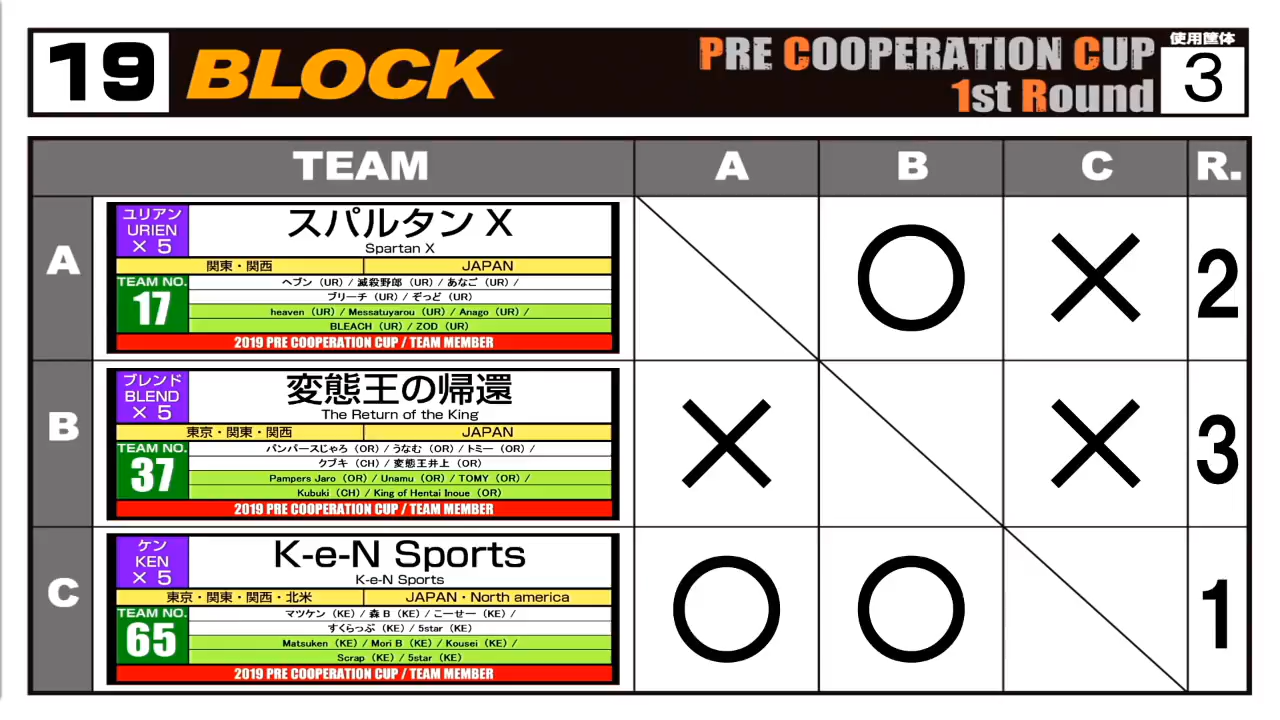 19 BLOCK
PRE COOPERATION CUP
1st Round
使用筐体
3
TEAM A B C R.
A
ユリアン
URIEN
× 5
スパルタン X
Spartan X
関東・関西 JAPAN
TEAM NO.
17
ヘブン（UR）/ 滅殺野郎（UR）/ あなご（UR）/
ブリーチ（UR）/ ぞっど（UR）
heaven（UR）/ Messatuyarou（UR）/ Anago（UR）/
BLEACH（UR）/ ZOD（UR）
2019 PRE COOPERATION CUP / TEAM MEMBER
○ × 2
B
ブレンド
BLEND
× 5
変態王の帰還
The Return of the King
東京・関東・関西 JAPAN
TEAM NO.
37
パンパースじゃろ（OR）/ うなむ（OR）/ トミー（OR）/
クブキ（CH）/ 変態王井上（OR）
Pampers Jaro（OR）/ Unamu（OR）/ TOMY（OR）/
Kubuki（CH）/ King of Hentai Inoue（OR）
2019 PRE COOPERATION CUP / TEAM MEMBER
× × 3
C
ケン
KEN
× 5
K-e-N Sports
K-e-N Sports
東京・関東・関西・北米 JAPAN・North america
TEAM NO.
65
マツケン（KE）/ 森 B（KE）/ こーせー（KE）/
すくらっぷ（KE）/ 5star（KE）
Matsuken（KE）/ Mori B（KE）/ Kousei（KE）/
Scrap（KE）/ 5star（KE）
2019 PRE COOPERATION CUP / TEAM MEMBER
○ ○ 1